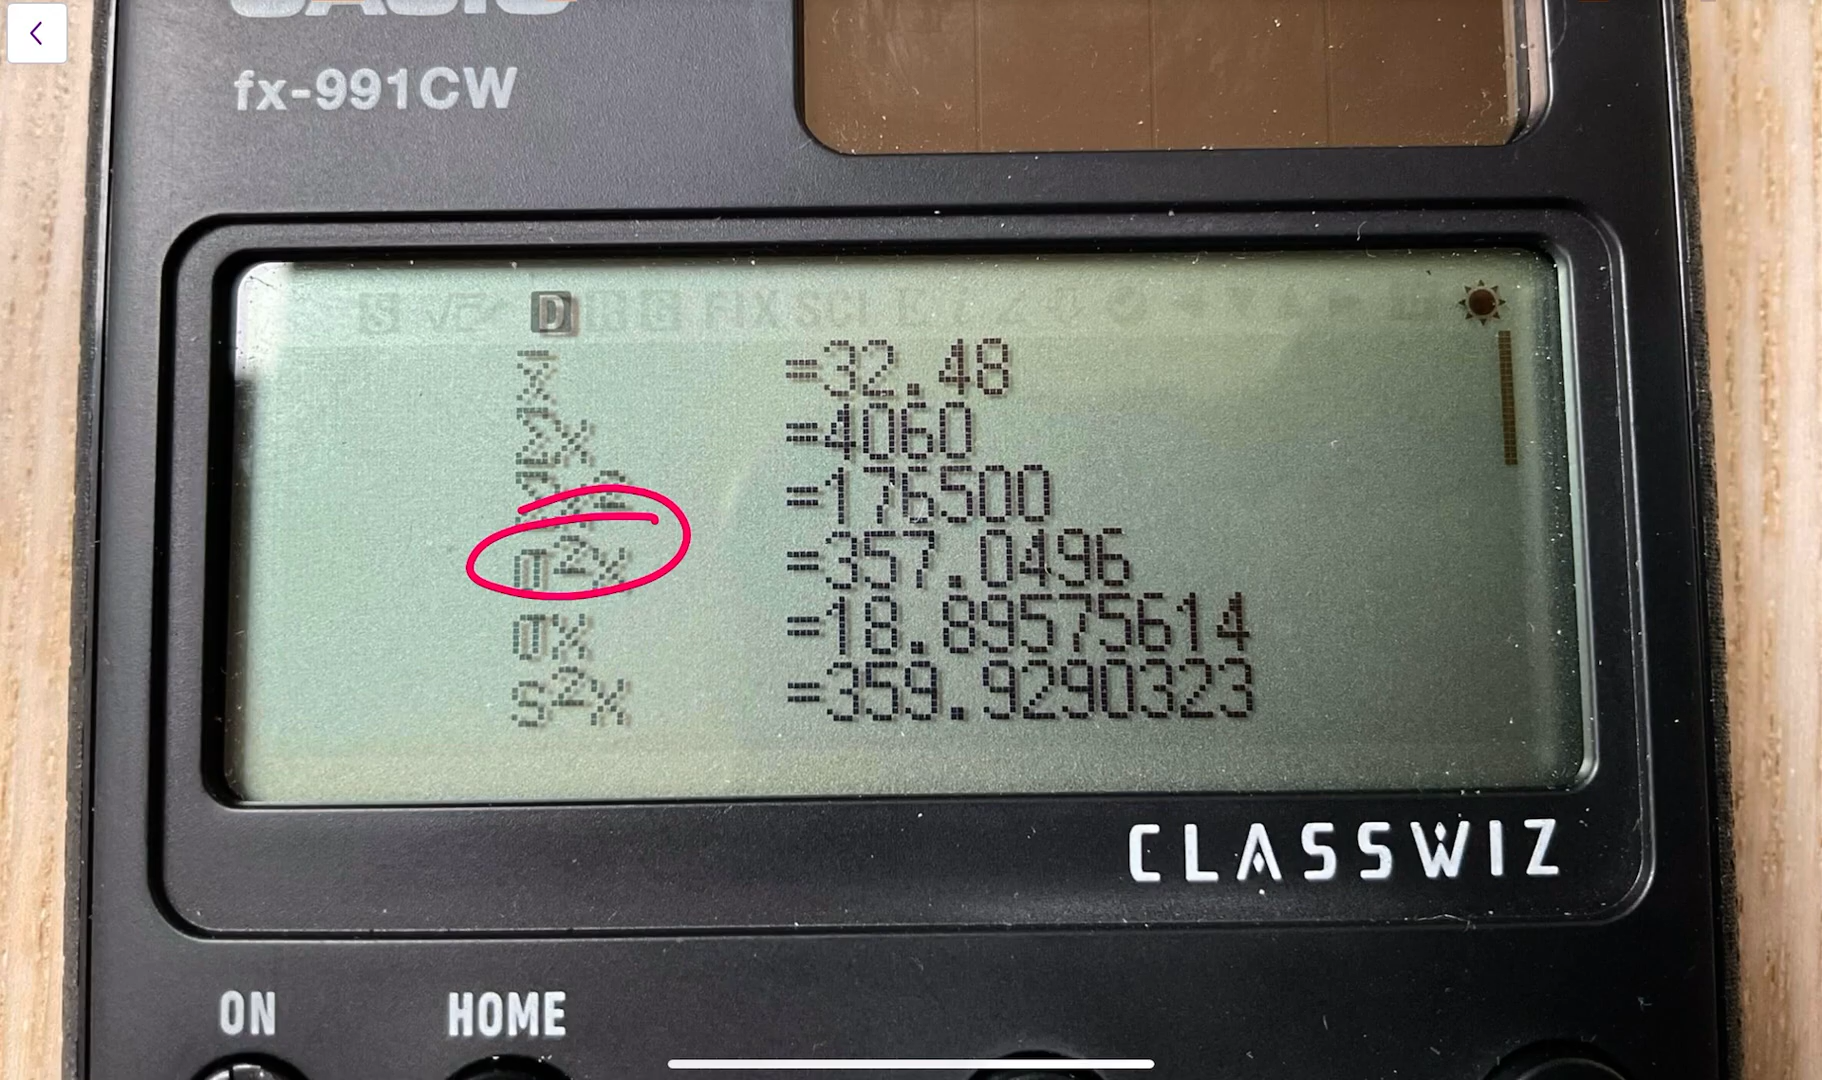 CASIO
fx-991CW
D
x̄ =32.48
Σx =4060
Σx² =176500
σ²x =357.0496
σx =18.89575614
s²x =359.9290323
CLASSWIZ
ON HOME